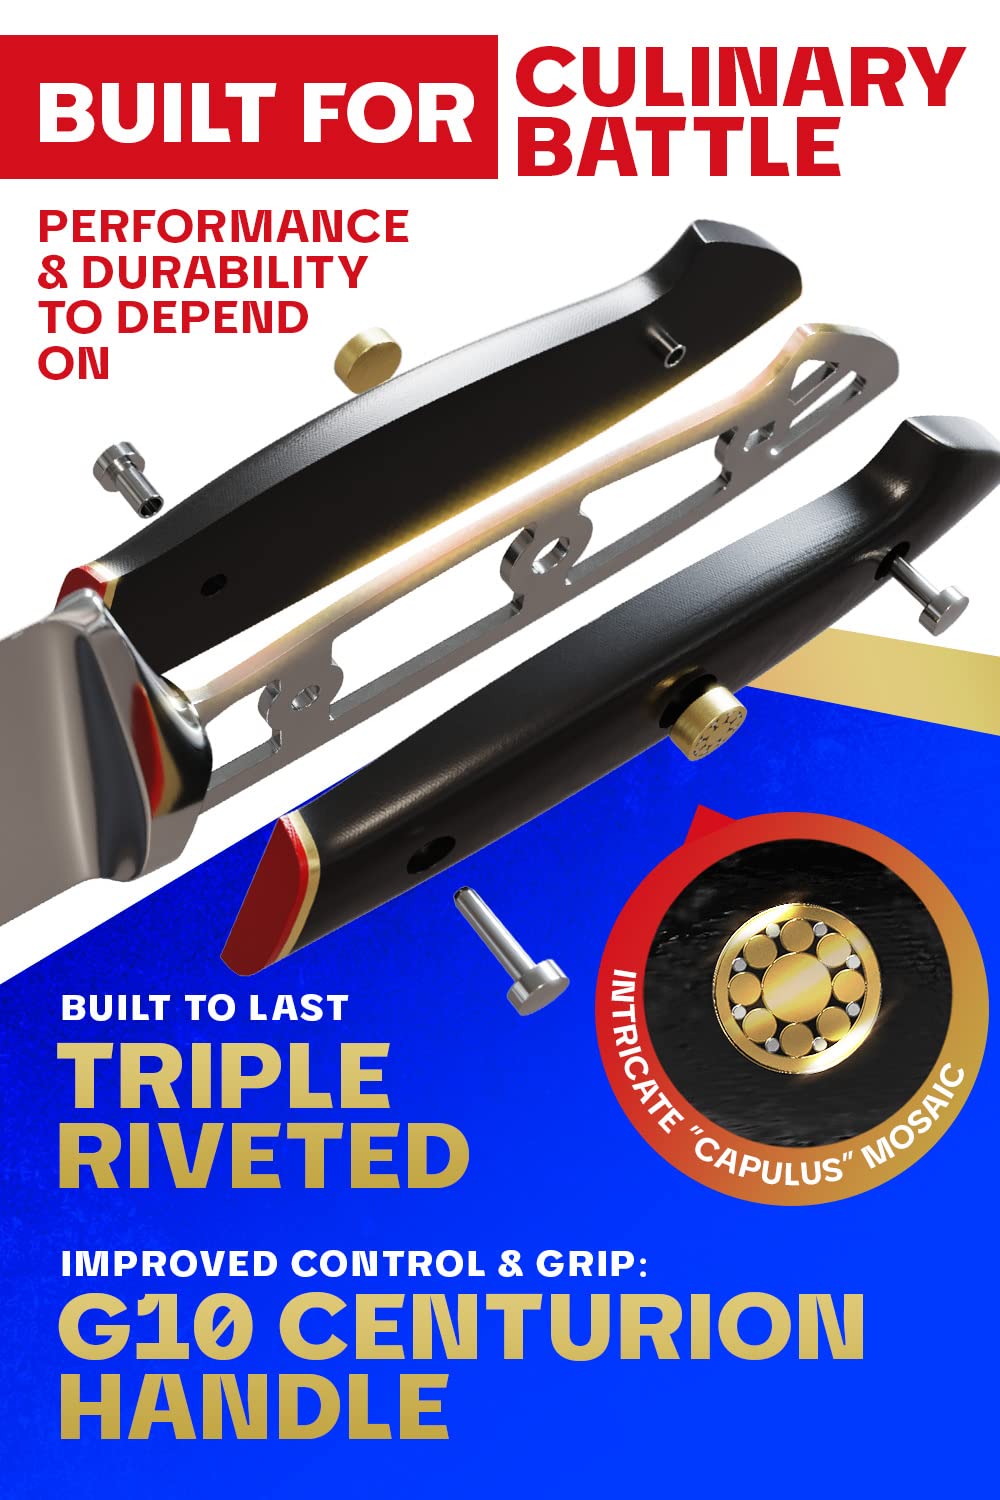 BUILT FOR
CULINARY
BATTLE
PERFORMANCE
& DURABILITY
TO DEPEND
ON
INTRICATE "CAPULUS" MOSAIC
BUILT TO LAST
TRIPLE
RIVETED
IMPROVED CONTROL & GRIP:
G10 CENTURION
HANDLE